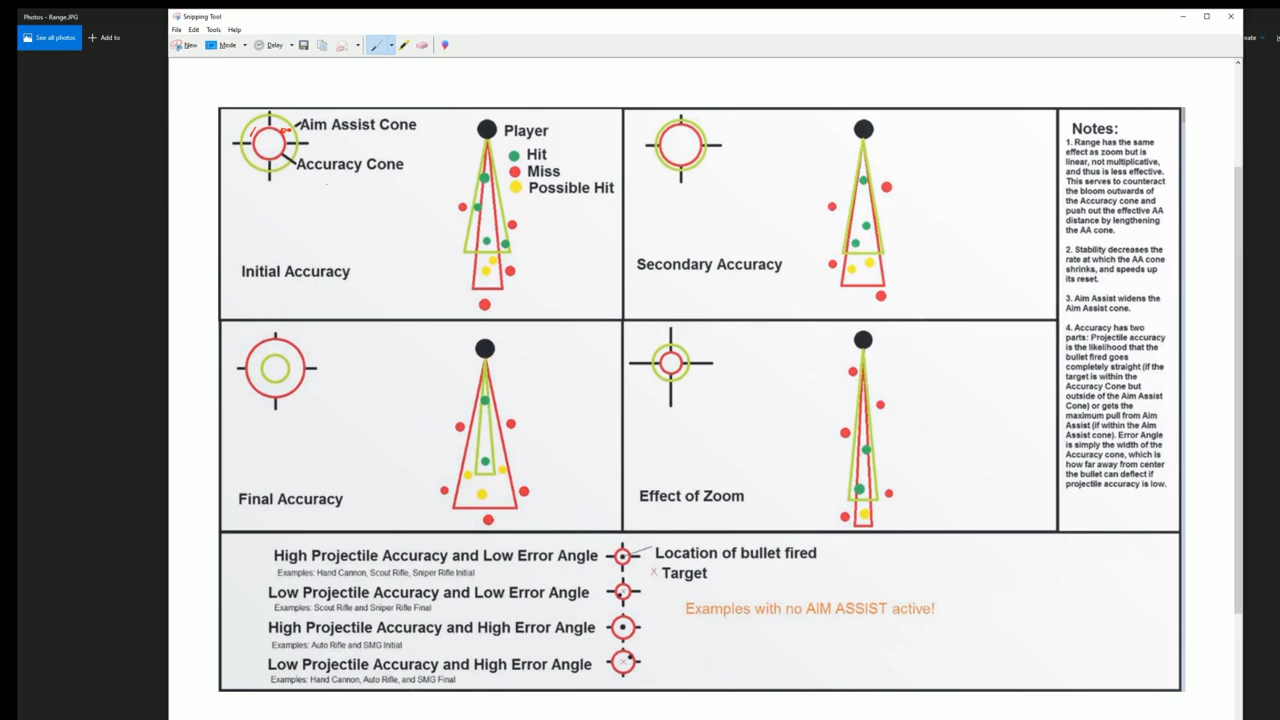 Photos - Range.JPG
Snipping Tool
File Edit Tools Help
See all photos
Add to
New
Mode
Delay
Aim Assist Cone
Accuracy Cone
Player
Hit
Miss
Possible Hit
Initial Accuracy
Secondary Accuracy
Final Accuracy
Effect of Zoom
Notes:
1. Range has the same
effect as zoom but is
linear, not multiplicative,
and thus is less effective.
This serves to counteract
the bloom outwards of
the Accuracy cone and
push out the effective AA
distance by lengthening
the AA cone.
2. Stability decreases the
rate at which the AA cone
shrinks, and speeds up
its reset.
3. Aim Assist widens the
Aim Assist cone.
4. Accuracy has two
parts: Projectile accuracy
is the likelihood that the
bullet fired goes
completely straight (if the
target is within the
Accuracy Cone but
outside of the Aim Assist
Cone) or gets the
maximum pull from Aim
Assist (if within the Aim
Assist cone). Error Angle
is simply the width of the
Accuracy cone, which is
how far away from center
the bullet can deflect if
projectile accuracy is low.
High Projectile Accuracy and Low Error Angle
Examples: Hand Cannon, Scout Rifle, Sniper Rifle Initial
Low Projectile Accuracy and Low Error Angle
Examples: Scout Rifle and Sniper Rifle Final
High Projectile Accuracy and High Error Angle
Examples: Auto Rifle and SMG Initial
Low Projectile Accuracy and High Error Angle
Examples: Hand Cannon, Auto Rifle, and SMG Final
Location of bullet fired
X Target
Examples with no AIM ASSIST active!